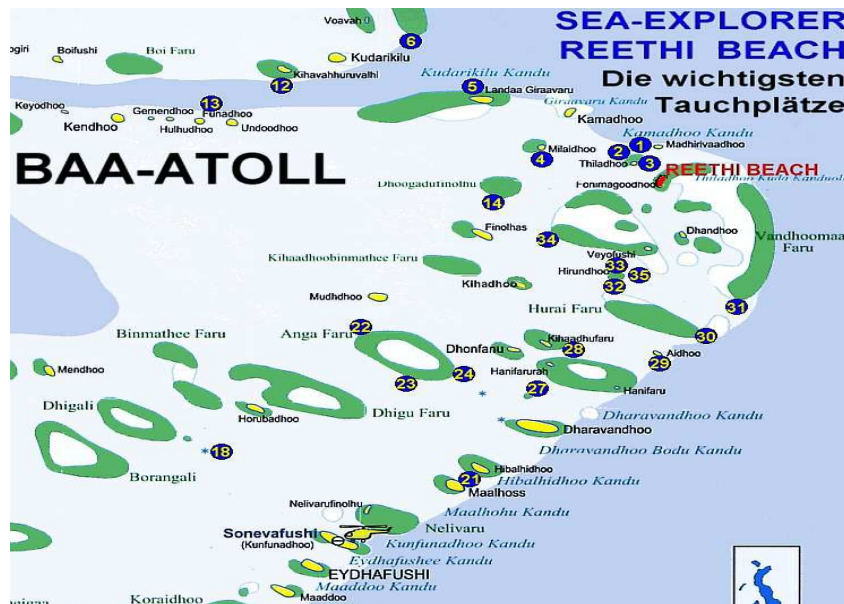 SEA-EXPLORER
REETHI BEACH
Die wichtigsten
Tauchplätze
Voavah
6
Boi Faru
Boifushi
Kudarikilu
Kihavahhuruvalhi
12
Kudarikilu Kandu
5
Landaa Giraavaru
Giraavaru Kandu
Kamadhoo
13
Keyodhoo
Gemendhoo
Funadhoo
Kendhoo
Hulhudhoo
Undoodhoo
Kamadhoo Kandu
1
Madhirivaadhoo
2
Milaidhoo
4
Thiladhoo
3
BAA-ATOLL
REETHI BEACH
Fonimagoodhoo
Dhoogadufinolhu
14
Finolhas
34
Dhandhoo
Vandhoomaa
Faru
Veyofushi
33
Hirundhoo
35
32
Kihaadhoobinmathee Faru
Kihadhoo
Mudhdhoo
Hurai Faru
31
22
Binmathee Faru
Anga Faru
30
Kihaadhufaru
28
Dhonfanu
Aidhoo
29
Mendhoo
Hanifarurah
24
23
27
Hanifaru
Dhigali
Horubadhoo
Dhigu Faru
Dharavandhoo Kandu
Dharavandhoo
* 18
Dharavandhoo Bodu Kandu
Borangali
Hibalhidhoo
21
Hibalhidhoo Kandu
Maalhoss
Nelivarufinolhu
Maalhohu Kandu
Nelivaru
Sonevafushi
(Kunfunadhoo)
Kunfunadhoo Kandu
Eydhafushee Kandu
EYDHAFUSHI
Maaddoo Kandu
Maaddoo
Koraidhoo